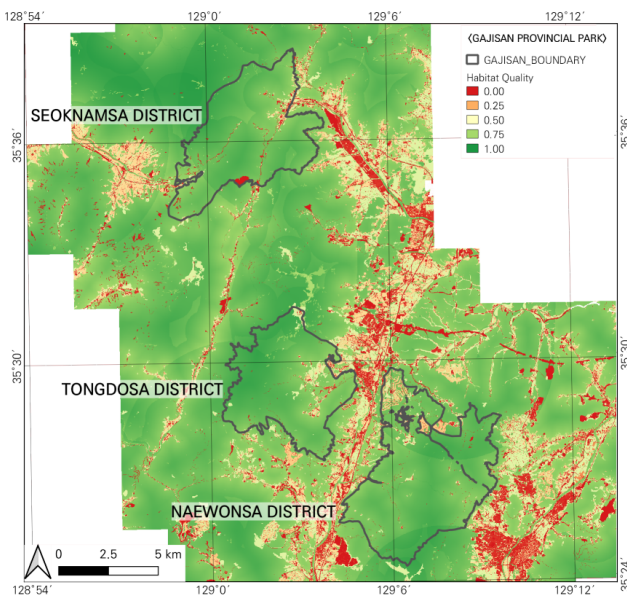 128°54'
129°0'
129°6'
129°12'
〈GAJISAN PROVINCIAL PARK〉
GAJISAN_BOUNDARY
Habitat Quality
0.00
0.25
0.50
0.75
1.00
SEOKNAMSA DISTRICT
35°36'
35°36'
35°30'
35°30'
TONGDOSA DISTRICT
NAEWONSA DISTRICT
0 2.5 5 km
35°24'
128°54'
129°0'
129°6'
129°12'